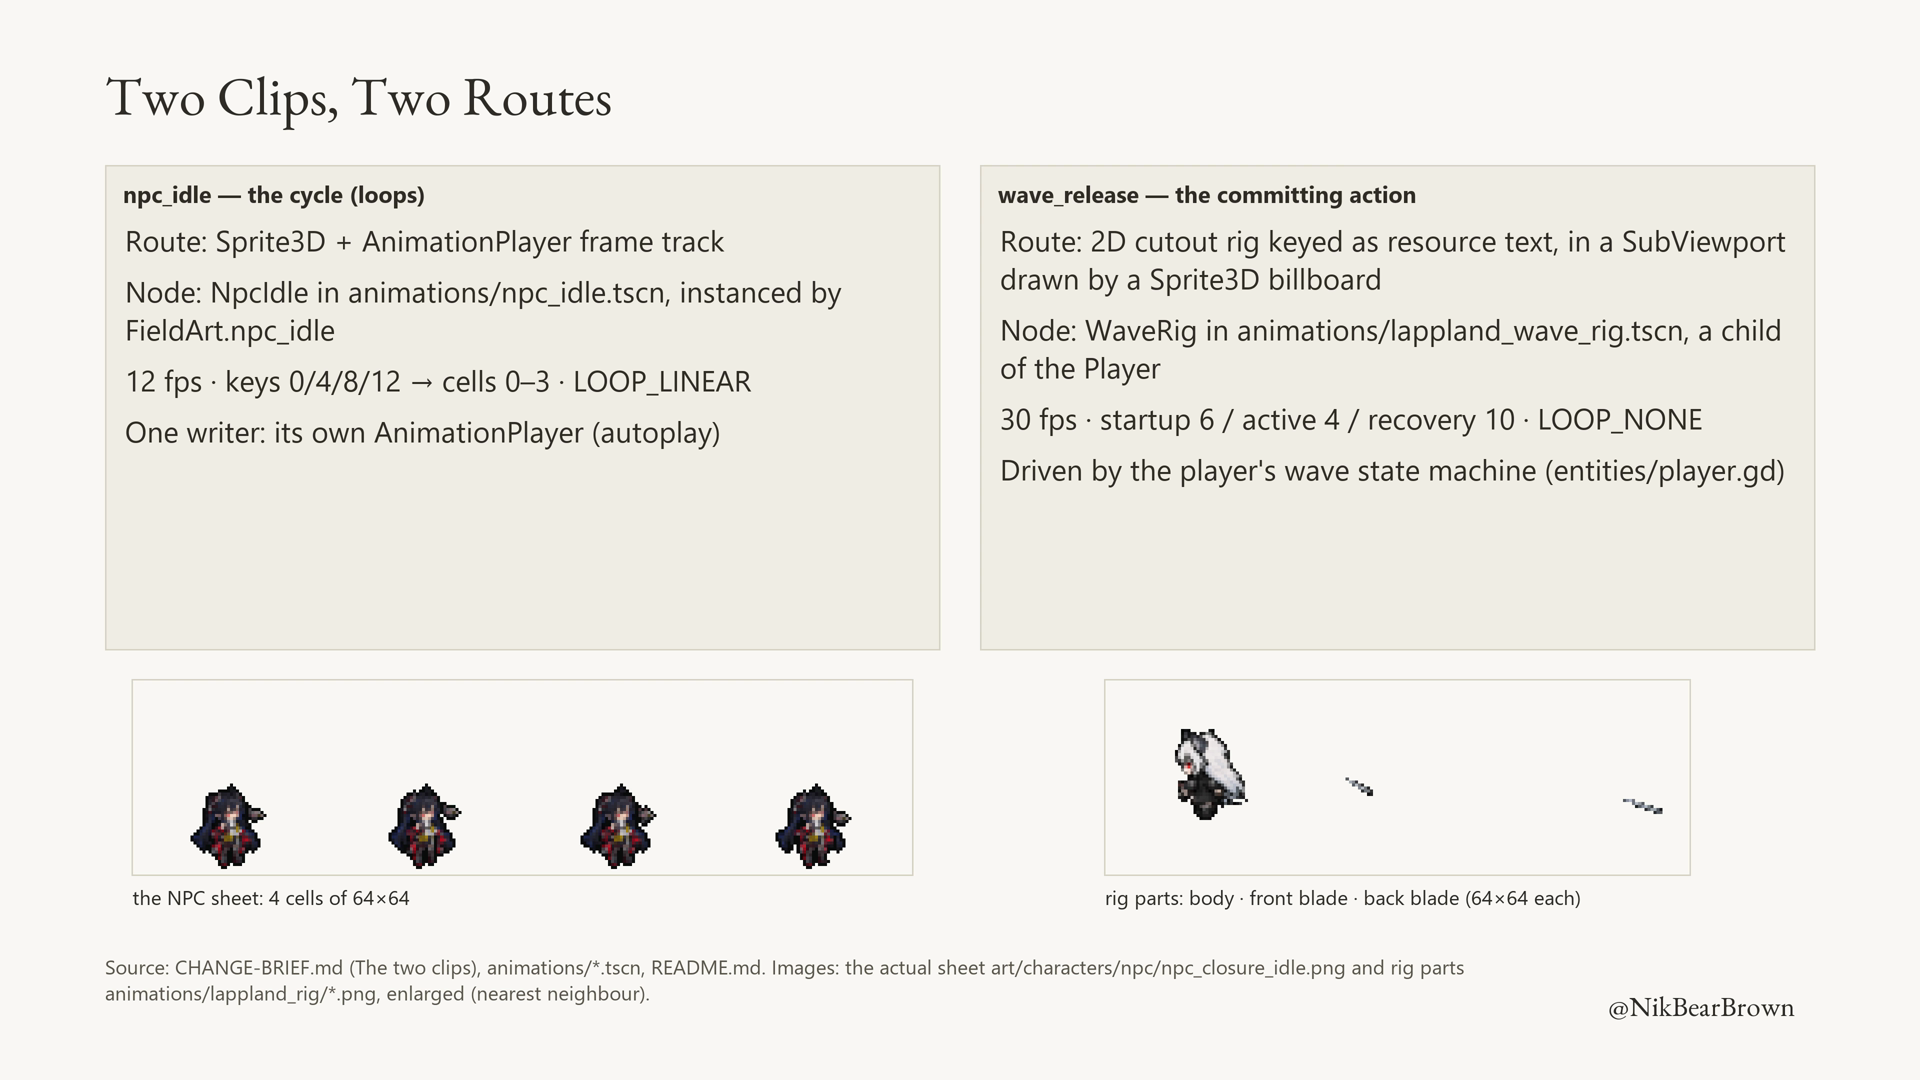 Two Clips, Two Routes
npc_idle — the cycle (loops)
Route: Sprite3D + AnimationPlayer frame track
Node: NpcIdle in animations/npc_idle.tscn, instanced by
FieldArt.npc_idle
12 fps · keys 0/4/8/12 → cells 0–3 · LOOP_LINEAR
One writer: its own AnimationPlayer (autoplay)
wave_release — the committing action
Route: 2D cutout rig keyed as resource text, in a SubViewport
drawn by a Sprite3D billboard
Node: WaveRig in animations/lappland_wave_rig.tscn, a child
of the Player
30 fps · startup 6 / active 4 / recovery 10 · LOOP_NONE
Driven by the player's wave state machine (entities/player.gd)
the NPC sheet: 4 cells of 64×64
rig parts: body · front blade · back blade (64×64 each)
Source: CHANGE-BRIEF.md (The two clips), animations/*.tscn, README.md. Images: the actual sheet art/characters/npc/npc_closure_idle.png and rig parts
animations/lappland_rig/*.png, enlarged (nearest neighbour).
@NikBearBrown